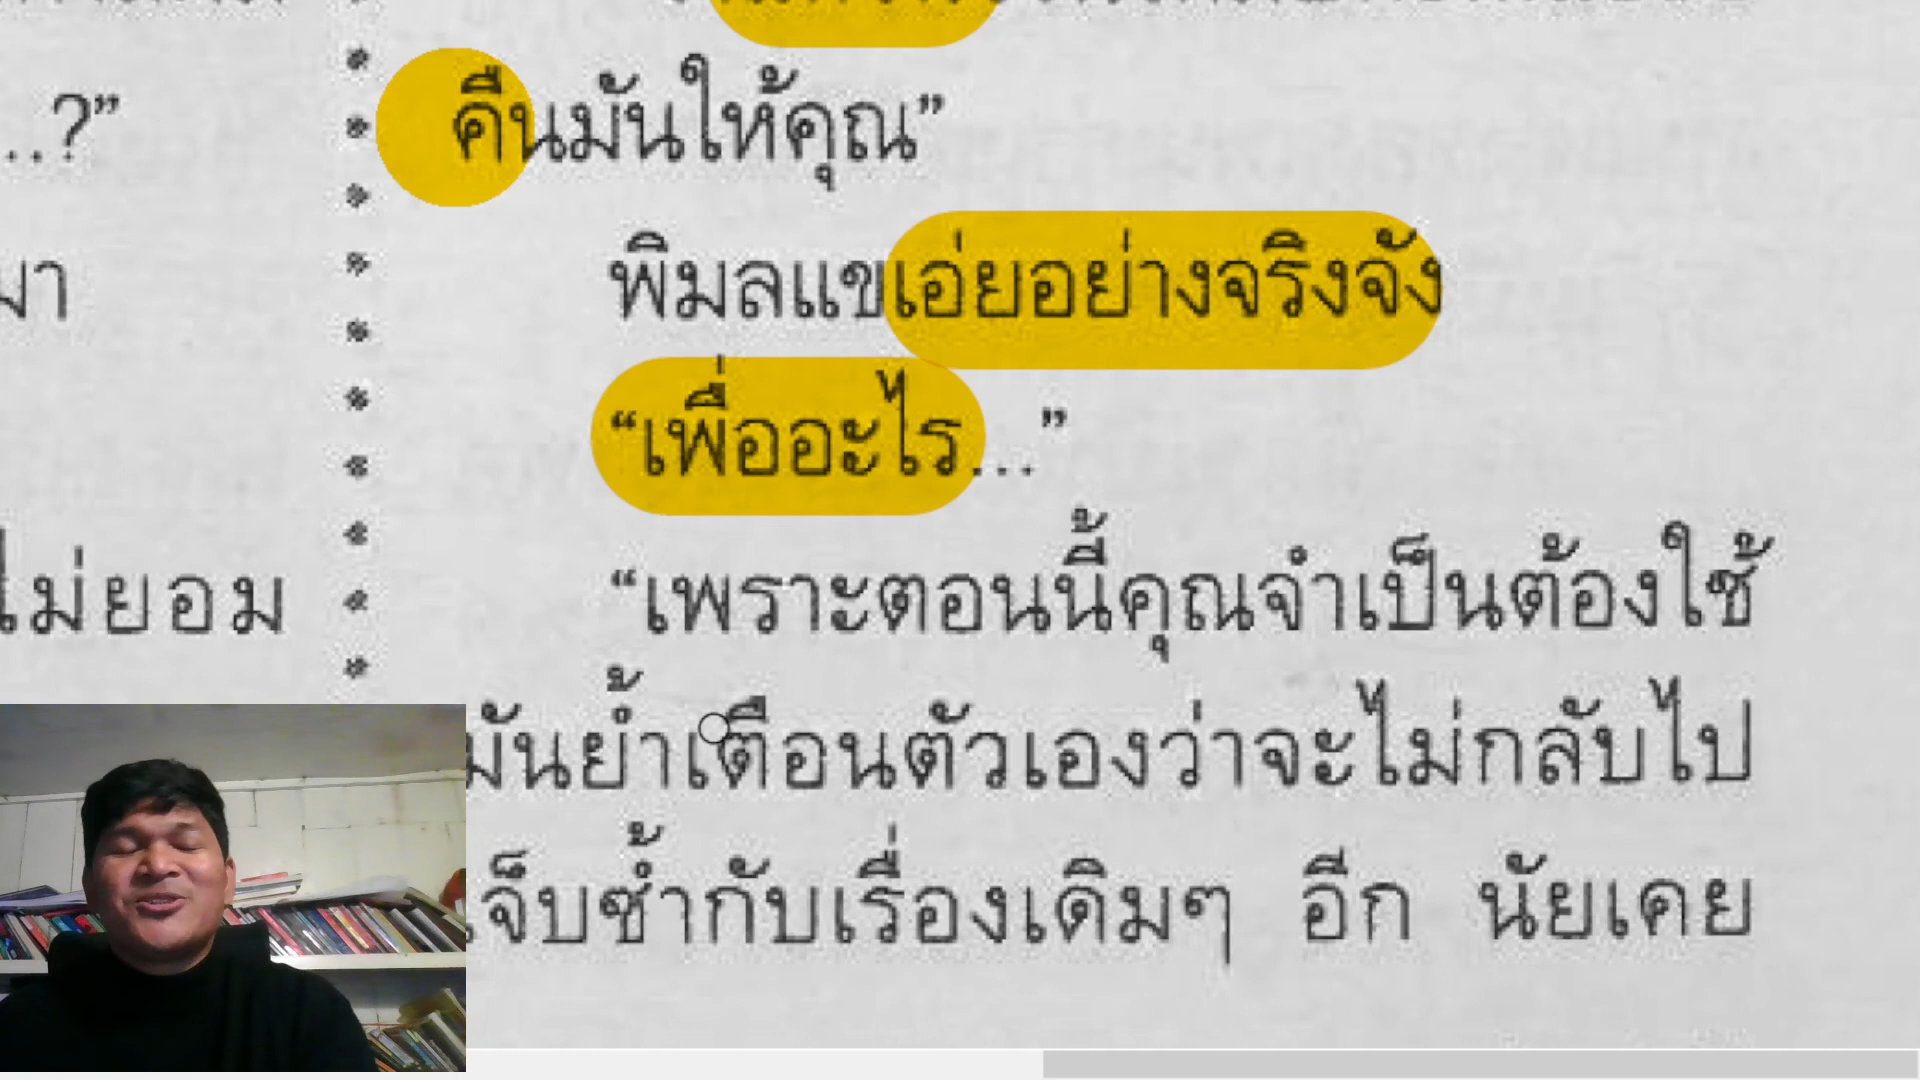 ...?”
มา
ไม่ยอม
คืนมันให้คุณ”
พิมลแขเอ่ยอย่างจริงจัง
“เพื่ออะไร...”
“เพราะตอนนี้คุณจำเป็นต้องใช้
มันย้ำเตือนตัวเองว่าจะไม่กลับไป
เจ็บซ้ำกับเรื่องเดิมๆ อีก นัยเคย